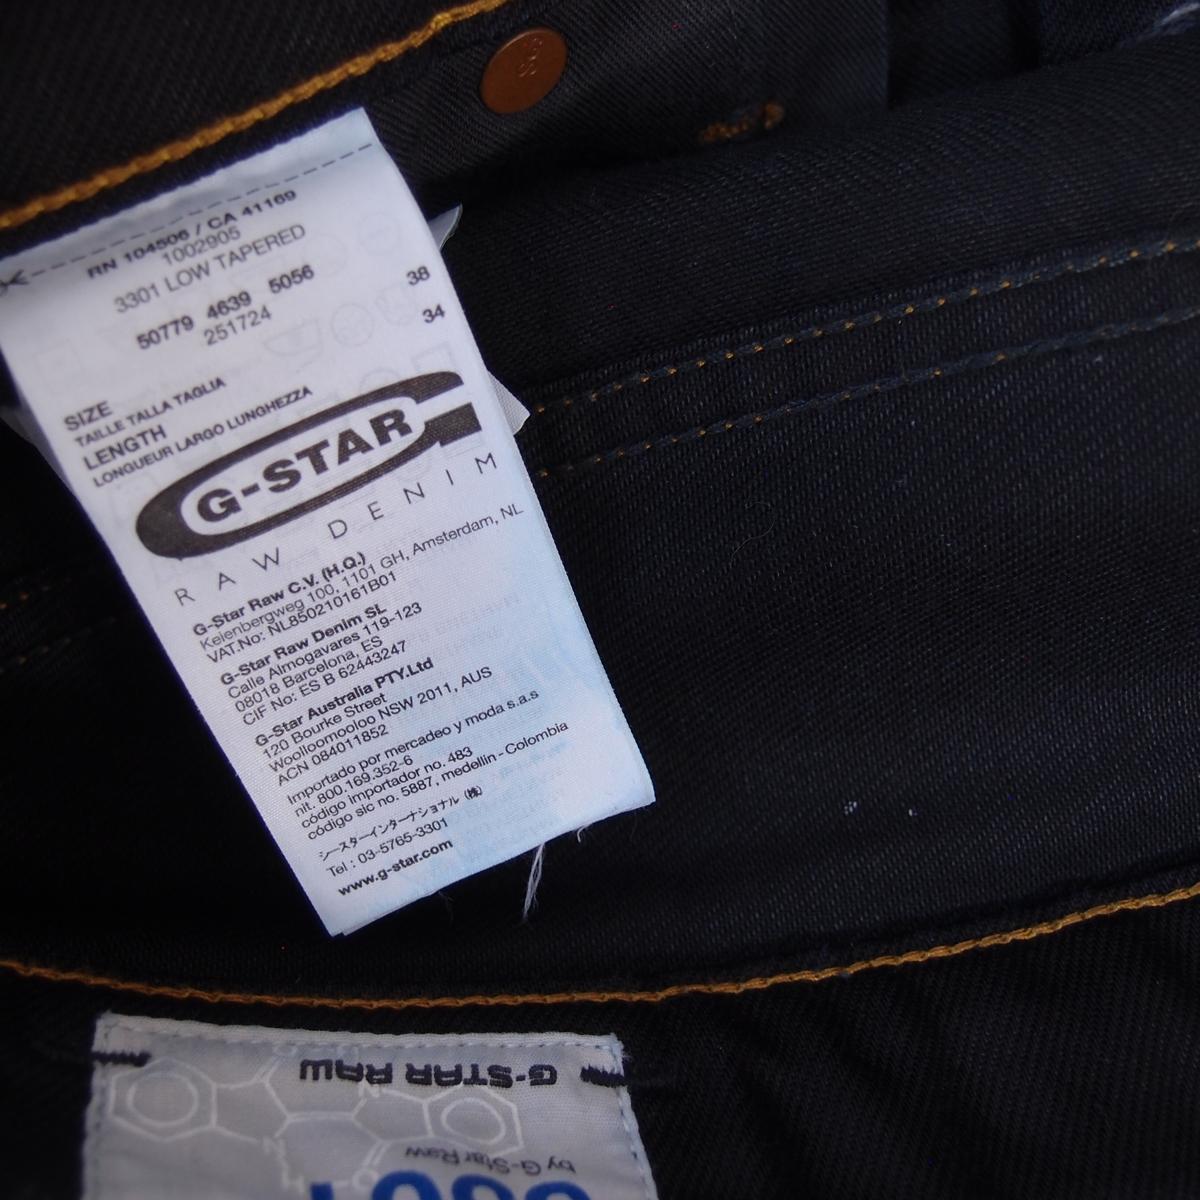 RN 104506 / CA 41169
1002905
3301 LOW TAPERED
50779 4639 5056
251724
SIZE 38
TAILLE TALLA TAGLIA
LENGTH 34
LONGUEUR LARGO LUNGHEZZA
G-STAR
RAW DENIM
G-Star Raw C.V. (H.Q.)
Keienbergweg 100, 1101 GH, Amsterdam, NL
VAT.No: NL850210161B01
G-Star Raw Denim SL
Calle Almogavares 119-123
08018 Barcelona, ES
CIF No: ES B 62443247
G-Star Australia PTY.Ltd
120 Bourke Street
Woolloomooloo NSW 2011, AUS
ACN 084011852
Importado por mercadeo y moda s.a.s
nit. 800.169.352-6
código importador no. 483
código sic no. 5887, medellin - Colombia
ジースターインターナショナル (株)
Tel : 03-5765-3301
www.g-star.com
G-STAR RAW
by G-Star Raw